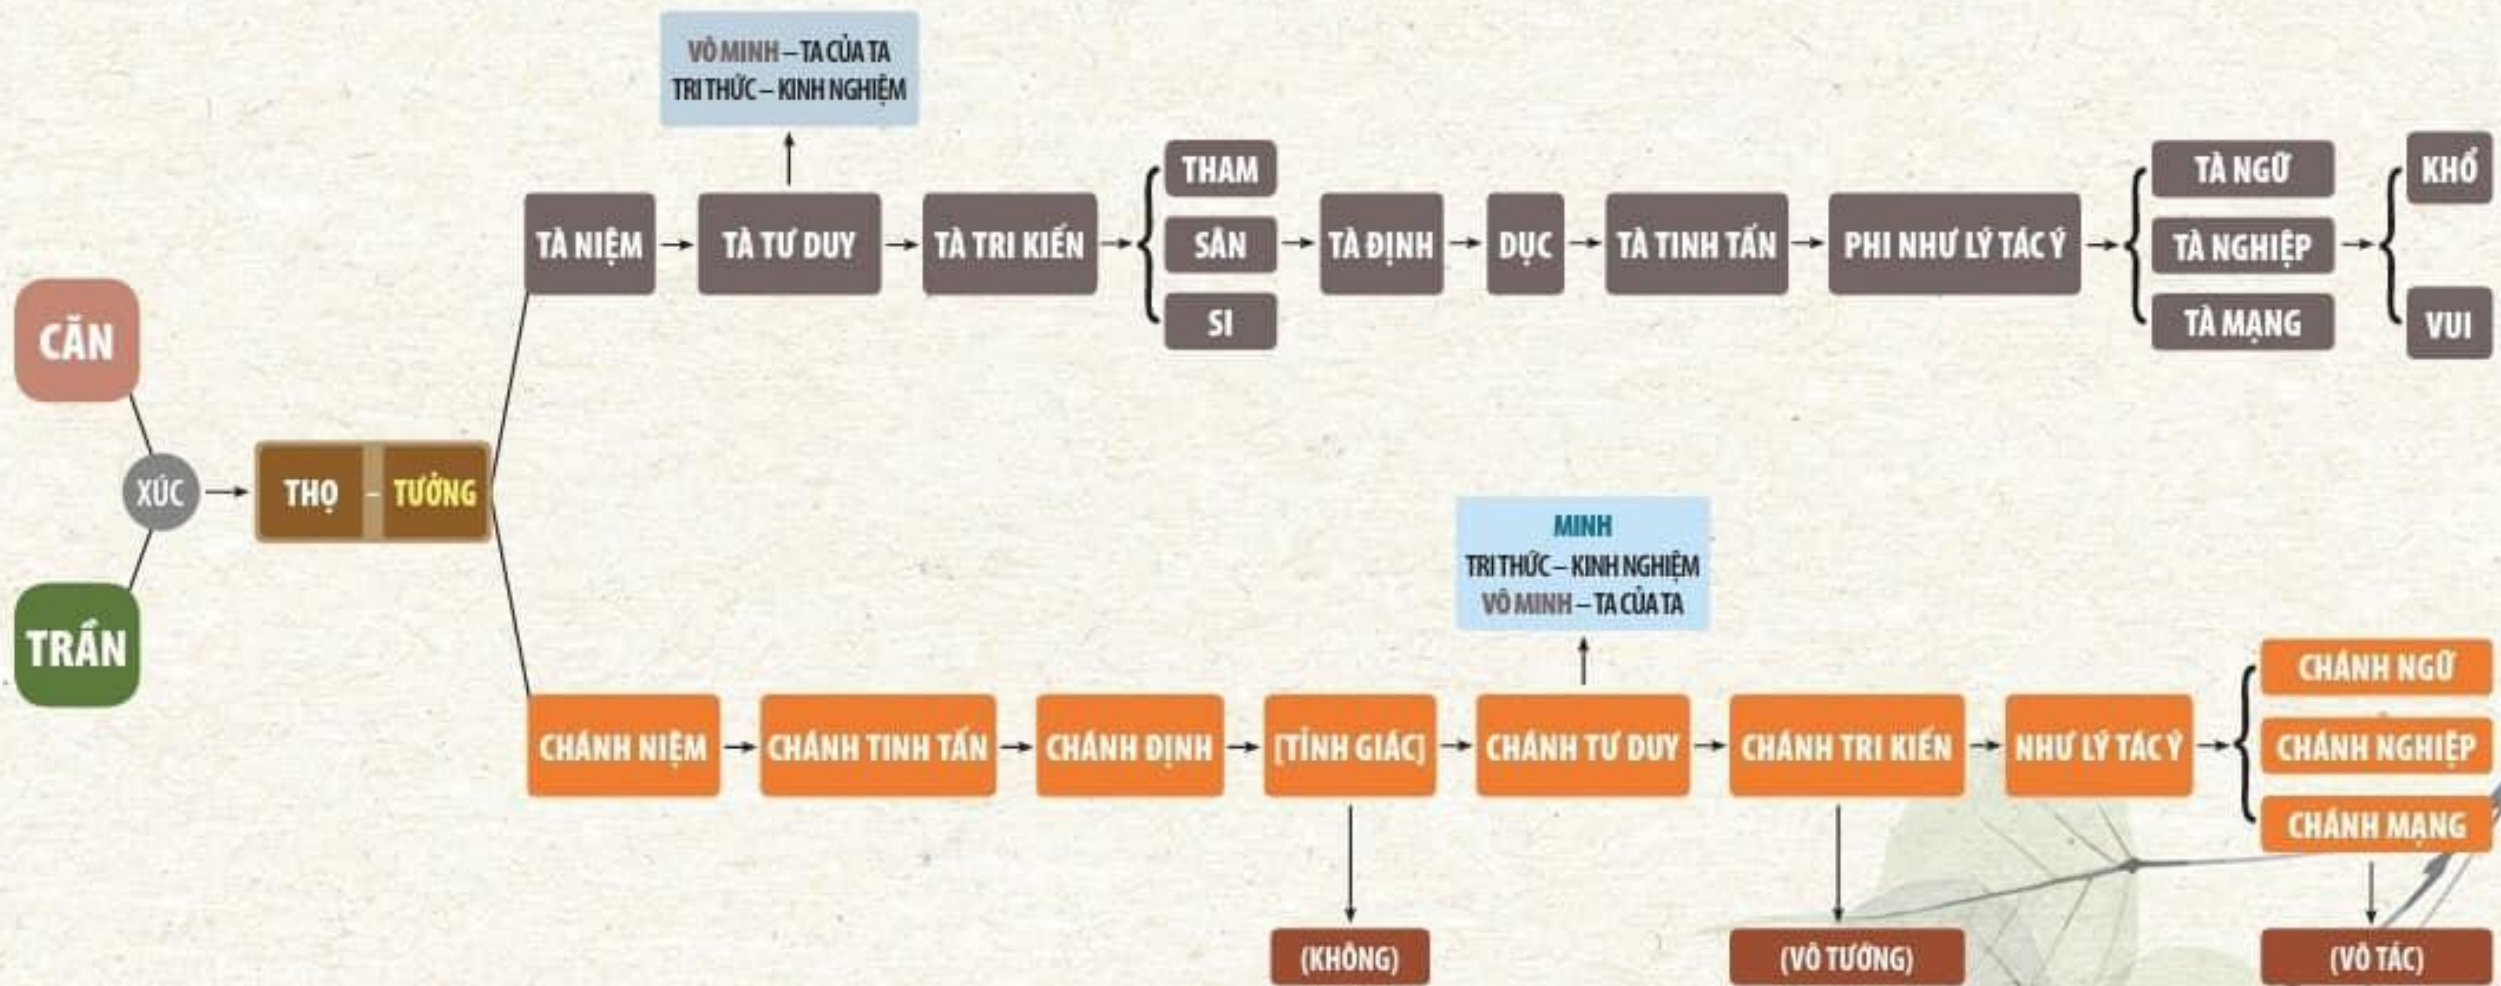 VÔ MINH – TA CỦA TA
TRI THỨC – KINH NGHIỆM
TÀ NIỆM
TÀ TƯ DUY
TÀ TRI KIẾN
THAM
SÂN
SI
TÀ ĐỊNH
DỤC
TÀ TINH TẤN
PHI NHƯ LÝ TÁC Ý
TÀ NGỮ
TÀ NGHIỆP
TÀ MẠNG
KHỔ
VUI
CĂN
XÚC
TRẦN
THỌ – TƯỞNG
MINH
TRI THỨC – KINH NGHIỆM
VÔ MINH – TA CỦA TA
CHÁNH NIỆM
CHÁNH TINH TẤN
CHÁNH ĐỊNH
[TỈNH GIÁC]
CHÁNH TƯ DUY
CHÁNH TRI KIẾN
NHƯ LÝ TÁC Ý
CHÁNH NGỮ
CHÁNH NGHIỆP
CHÁNH MẠNG
(KHÔNG)
(VÔ TƯỚNG)
(VÔ TÁC)